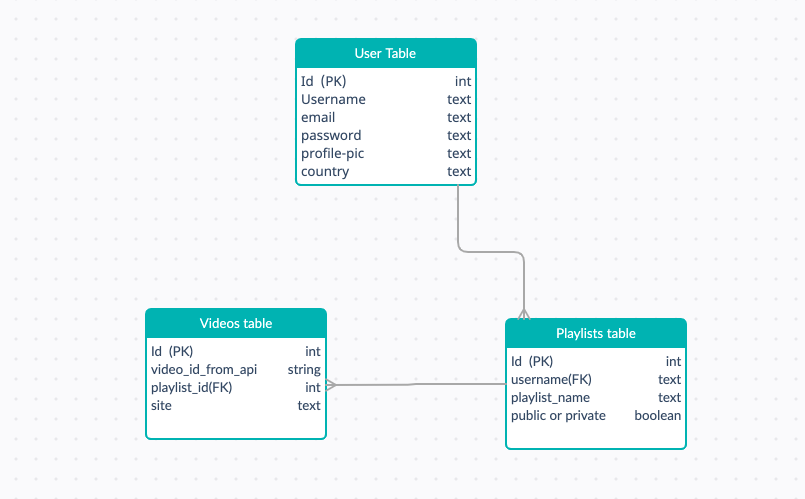 User Table
Id (PK) int
Username text
email text
password text
profile-pic text
country text
Videos table
Id (PK) int
video_id_from_api string
playlist_id(FK) int
site text
Playlists table
Id (PK) int
username(FK) text
playlist_name text
public or private boolean